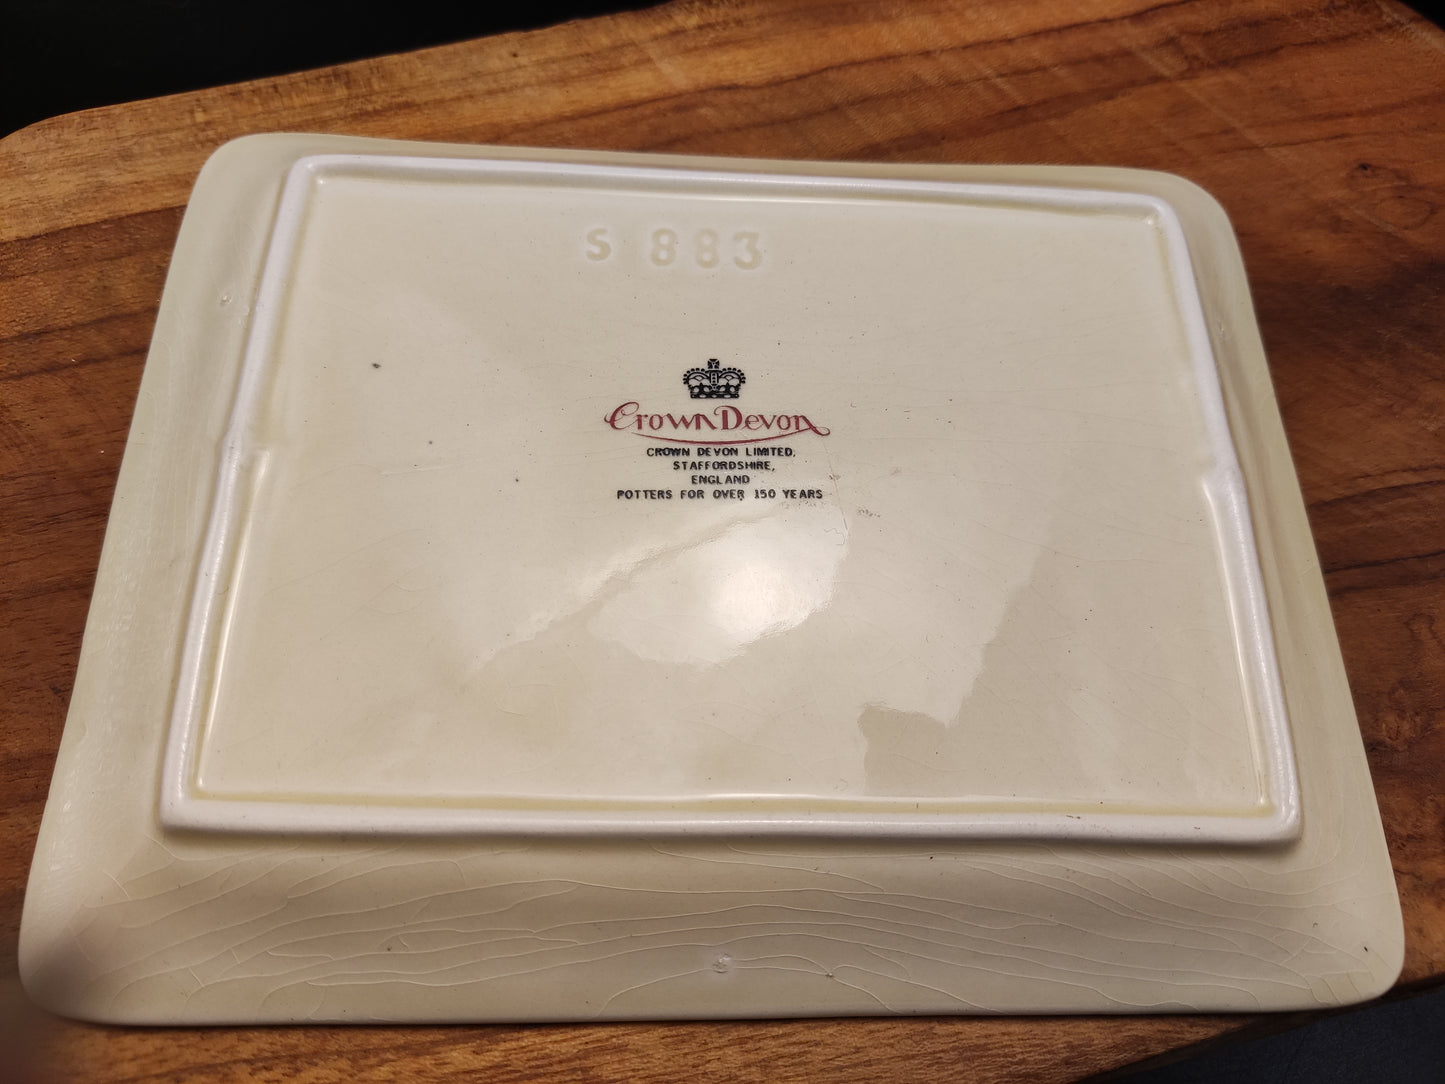 S 883
Crown Devon
CROWN DEVON LIMITED,
STAFFORDSHIRE,
ENGLAND
POTTERS FOR OVER 150 YEARS